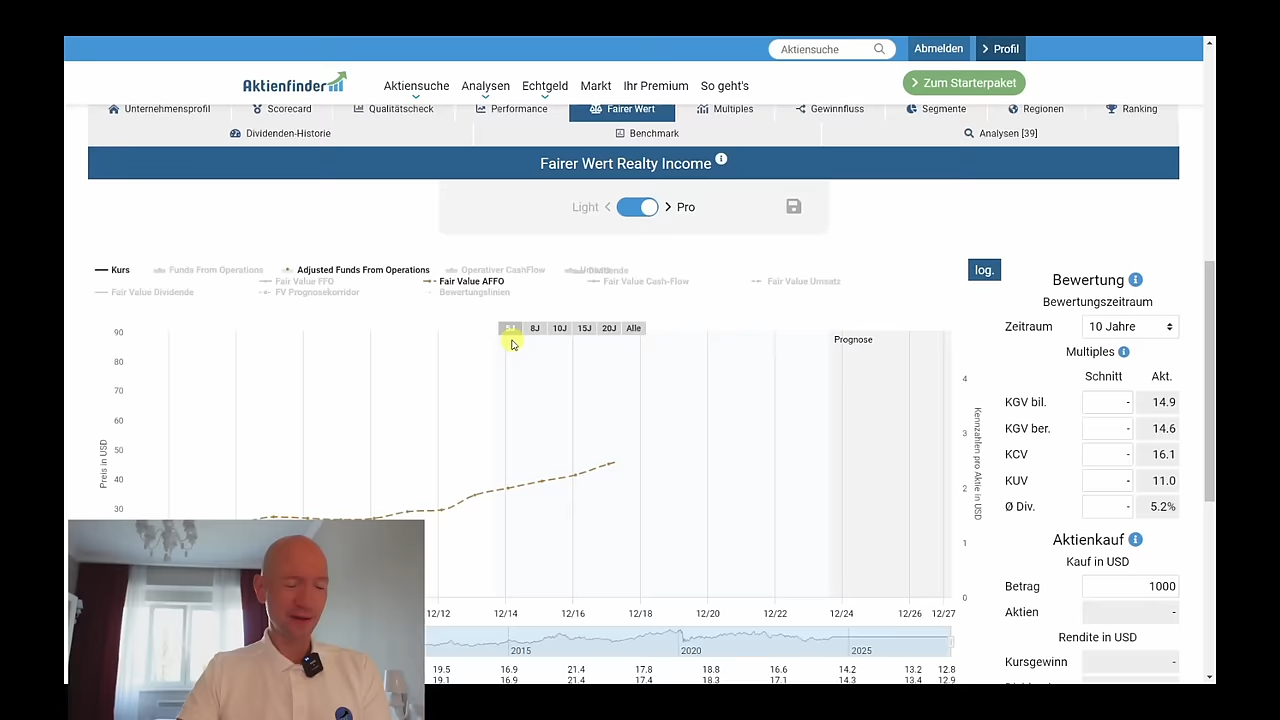 Aktiensuche Abmelden Profil
Aktienfinder Aktiensuche Analysen Echtgeld Markt Ihr Premium So geht's Zum Starterpaket
Unternehmensprofil Scorecard Qualitätscheck Performance Fairer Wert Multiples Gewinnfluss Segmente Regionen Ranking
Dividenden-Historie Benchmark Analysen [39]
Fairer Wert Realty Income
Light Pro
Kurs Funds From Operations Adjusted Funds From Operations Operativer CashFlow
Fair Value FFO Fair Value AFFO Fair Value Cash-Flow Fair Value Umsatz
Fair Value Dividende FV Prognosekorridor Bewertungslinien
log.
5J 8J 10J 15J 20J Alle
Prognose
90
80
70
60
50
40
30
Preis in USD
4
3
2
1
0
Kennzahlen pro Aktie in USD
12/12 12/14 12/16 12/18 12/20 12/22 12/24 12/26 12/27
2015 2020 2025
19.5 16.9 21.4 17.8 18.8 16.6 14.2 13.2 12.8
19.1 16.9 21.4 17.8 18.3 17.1 14.3 13.4 12.9
Bewertung
Bewertungszeitraum
Zeitraum 10 Jahre
Multiples
Schnitt Akt.
KGV bil. - 14.9
KGV ber. - 14.6
KCV - 16.1
KUV - 11.0
Ø Div. - 5.2%
Aktienkauf
Kauf in USD
Betrag 1000
Aktien -
Rendite in USD
Kursgewinn -